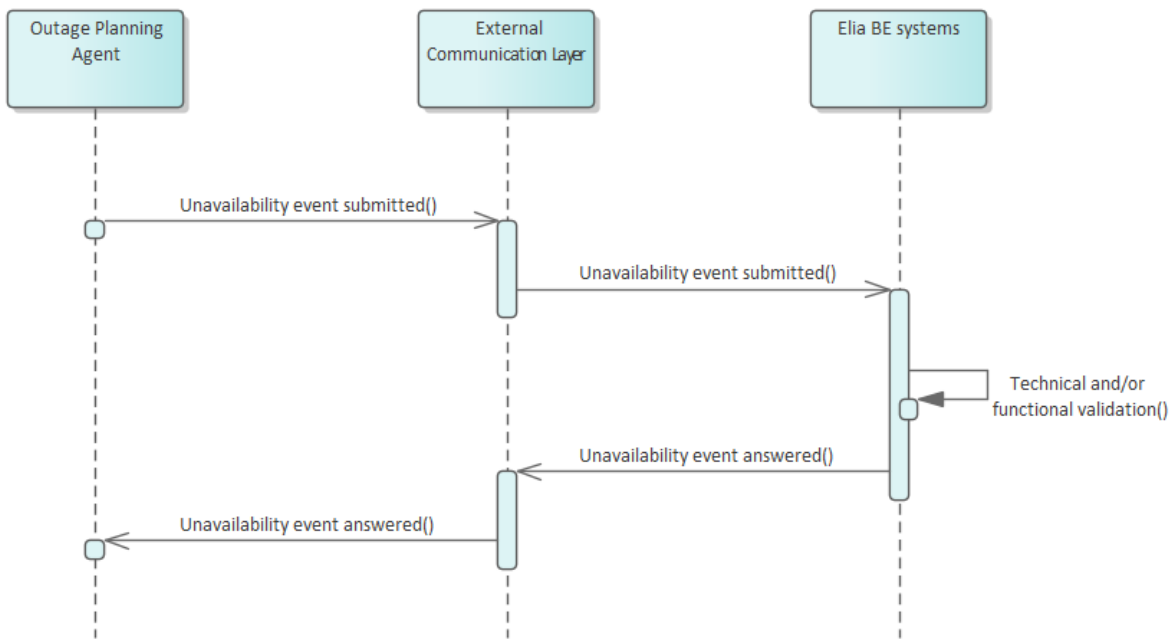 Outage Planning
Agent
External
Communication Layer
Elia BE systems
Unavailability event submitted()
Unavailability event submitted()
Technical and/or
functional validation()
Unavailability event answered()
Unavailability event answered()